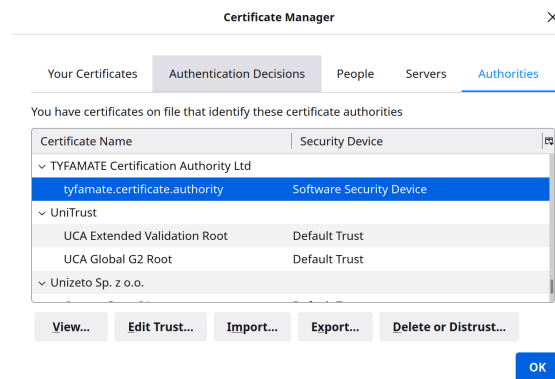 Certificate Manager
Your Certificates Authentication Decisions People Servers Authorities
You have certificates on file that identify these certificate authorities
Certificate Name Security Device
TYFAMATE Certification Authority Ltd
tyfamate.certificate.authority Software Security Device
UniTrust
UCA Extended Validation Root Default Trust
UCA Global G2 Root Default Trust
Unizeto Sp. z o.o.
View... Edit Trust... Import... Export... Delete or Distrust...
OK